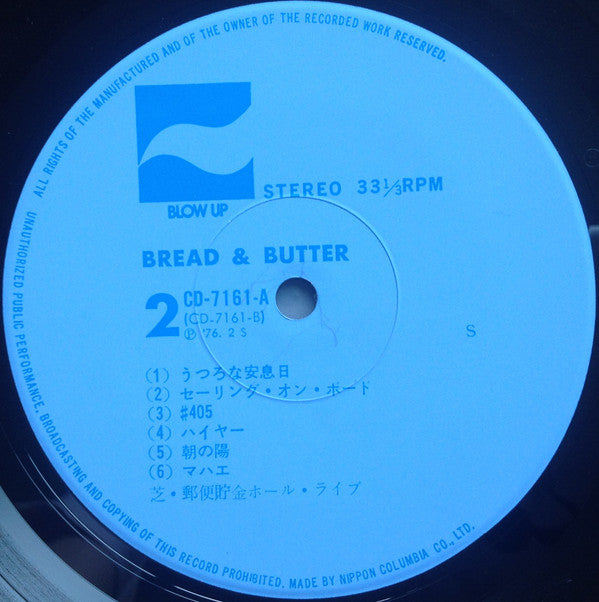 ALL RIGHTS OF THE MANUFACTURED AND OF THE OWNER OF THE RECORDED WORK RESERVED.
BLOW UP
STEREO 33⅓RPM
BREAD & BUTTER
2
CD-7161-A
(CD-7161-B)
Ⓟ '76. 2 S
S
(1) うつろな安息日
(2) セーリング・オン・ボード
(3) #405
(4) ハイヤー
(5) 朝の陽
(6) マハエ
芝・郵便貯金ホール・ライブ
UNAUTHORIZED PUBLIC PERFORMANCE, BROADCASTING AND COPYING OF THIS RECORD PROHIBITED. MADE BY NIPPON COLUMBIA CO., LTD.